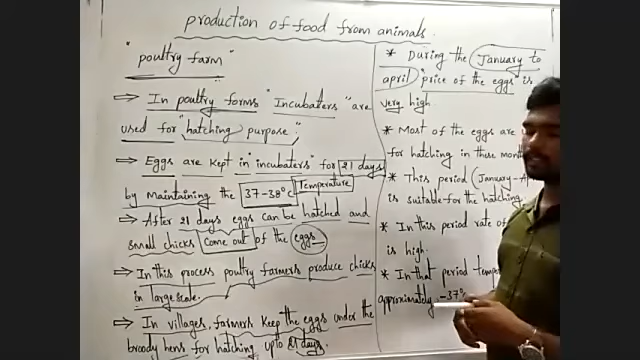 production of food from animals.
"poultry farm"
⇒ In poultry forms "Incubaters" are
used for "hatching purpose".
⇒ Eggs are kept in "incubaters" for 21 days
by Maintaining the 37-38°c Temperature
⇒ After 21 days eggs can be hatched and
small chicks come out of the eggs
⇒ In this process poultry farmers produce chicks
in large scale.
⇒ In villages, farmers keep the eggs under the
broody hens for hatching upto 21 days.
* During the January to
april "price of the eggs" is
very high.
* Most of the eggs are
for hatching in these
* This period (January-
is suitable for the hatching
* In this period rate of
is high.
* In that period
approximately -37°c